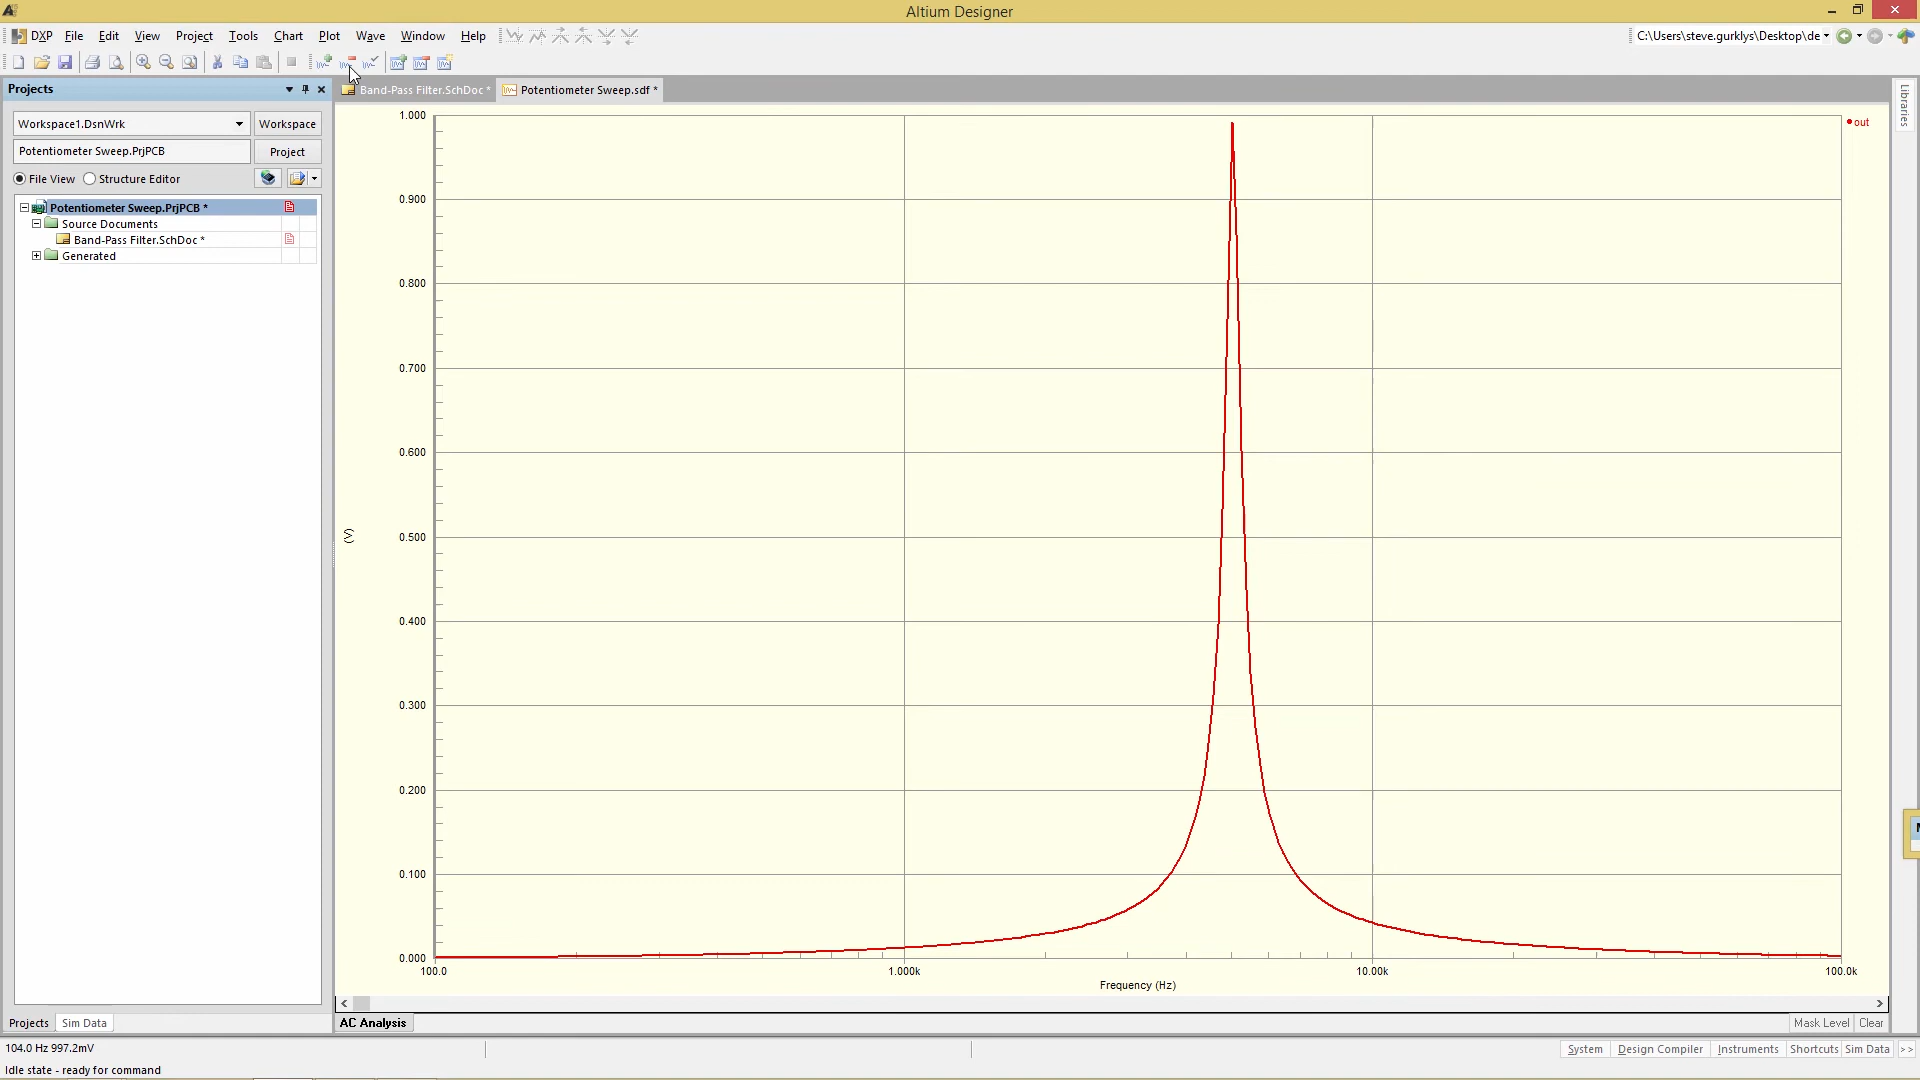 Altium Designer
DXP File Edit View Project Tools Chart Plot Wave Window Help
C:\Users\steve.gurklys\Desktop\de
Projects
Band-Pass Filter.SchDoc *
Potentiometer Sweep.sdf *
Libraries
Workspace1.DsnWrk
Workspace
Potentiometer Sweep.PrjPCB
Project
File View
Structure Editor
Potentiometer Sweep.PrjPCB *
Source Documents
Band-Pass Filter.SchDoc *
Generated
out
1.000
0.900
0.800
0.700
0.600
0.500
0.400
0.300
0.200
0.100
0.000
(V)
100.0
1.000k
10.00k
100.0k
Frequency (Hz)
Projects
Sim Data
AC Analysis
Mask Level
Clear
104.0 Hz 997.2mV
System
Design Compiler
Instruments
Shortcuts
Sim Data
>>
Idle state - ready for command